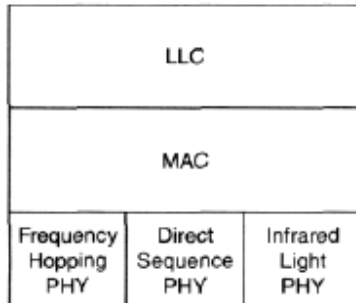 LLC
MAC
Frequency
Hopping
PHY
Direct
Sequence
PHY
Infrared
Light
PHY